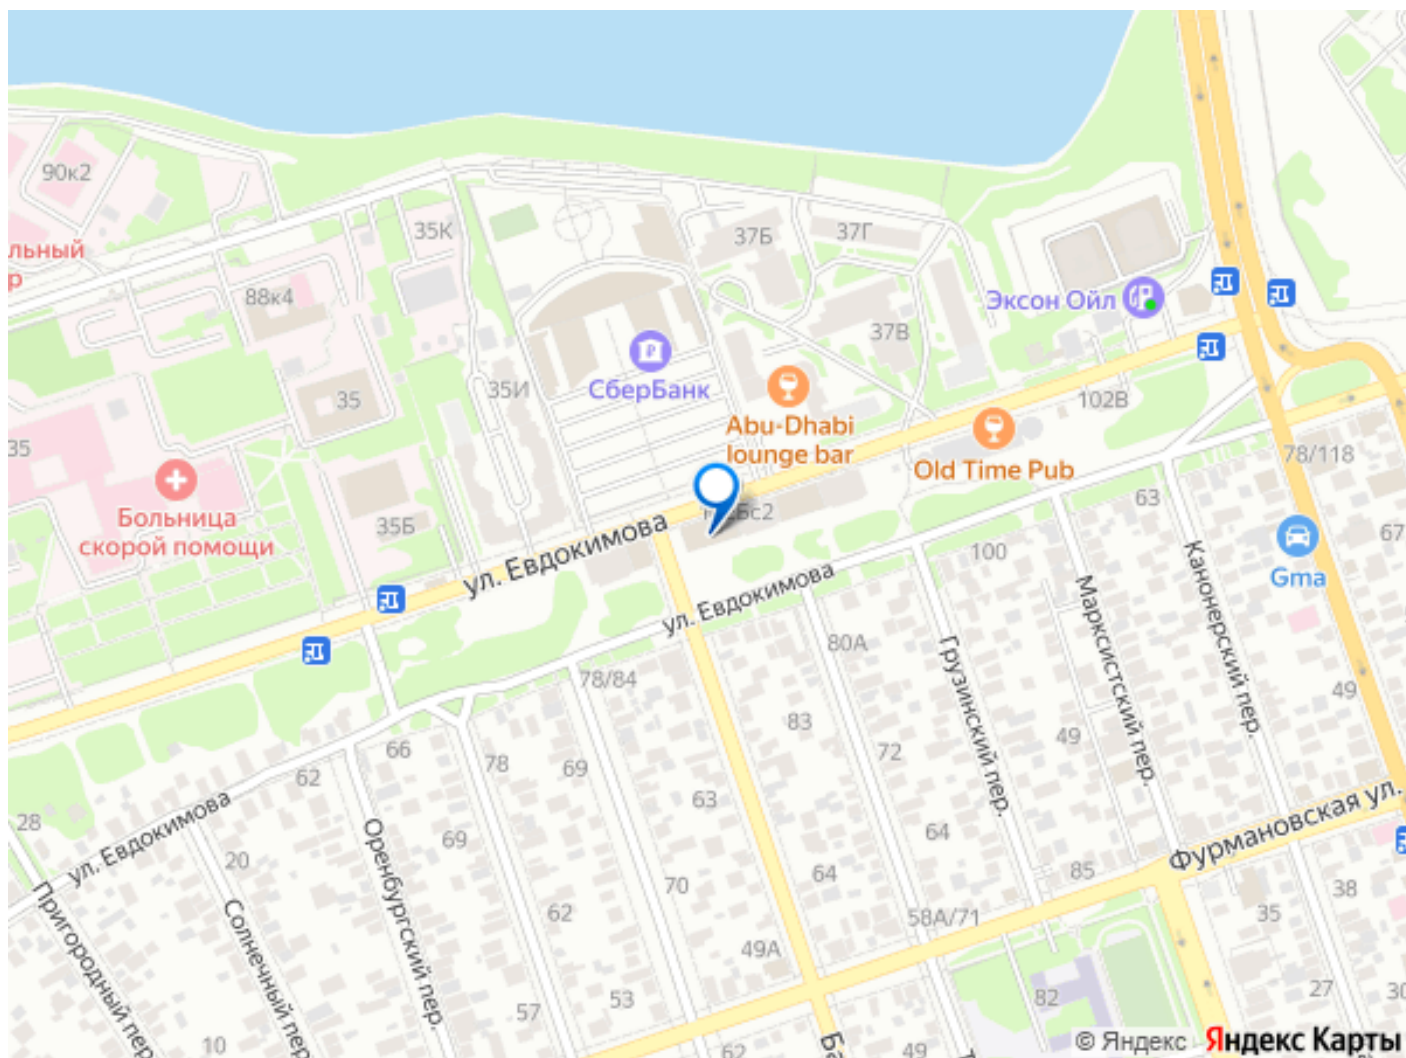 90к2
льный
р
35К
37Б
37Г
88к4
Эксон Ойл
37В
СберБанк
35И
35
102В
Abu-Dhabi
lounge bar
35
Old Time Pub
78/118
Больница
скорой помощи
35Б
63
67
ул. Евдокимова
100
Gma
ул. Евдокимова
80А
Грузинский пер.
Марксистский пер.
Канонерский пер.
78/84
49
83
66
78
72
49
62
69
63
ул. Евдокимова
28
Оренбургский пер.
69
64
Фурмановская ул.
20
64
85
70
38
Пригородный пер.
Солнечный пер.
62
58А/71
35
49А
57
53
82
27
30
10
62
Ба
49
© Яндекс Яндекс Карты